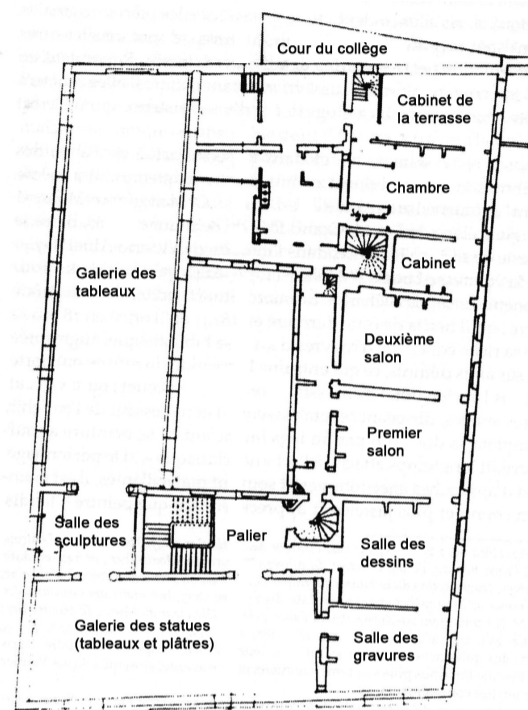 Cour du collège
Cabinet de
la terrasse
Chambre
Cabinet
Galerie des
tableaux
Deuxième
salon
Premier
salon
Salle des
sculptures
Palier
Salle des
dessins
Galerie des statues
(tableaux et plâtres)
Salle des
gravures